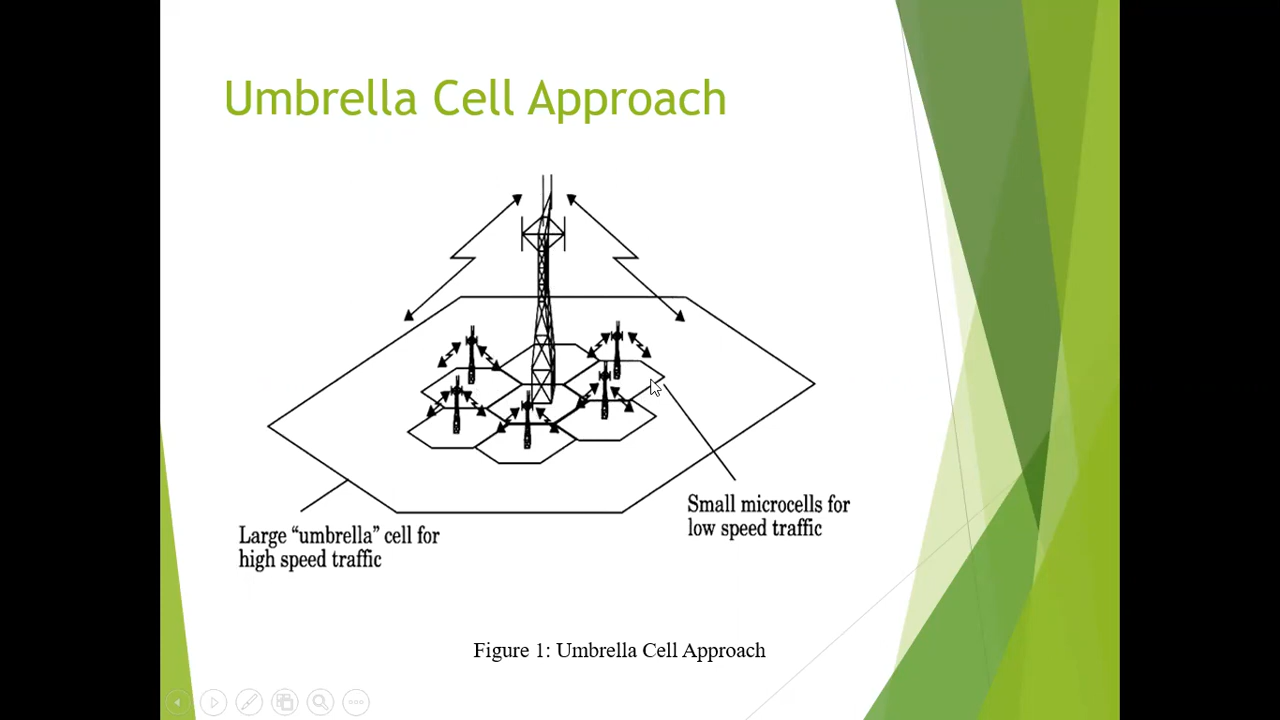 Umbrella Cell Approach
Small microcells for
low speed traffic
Large “umbrella” cell for
high speed traffic
Figure 1: Umbrella Cell Approach